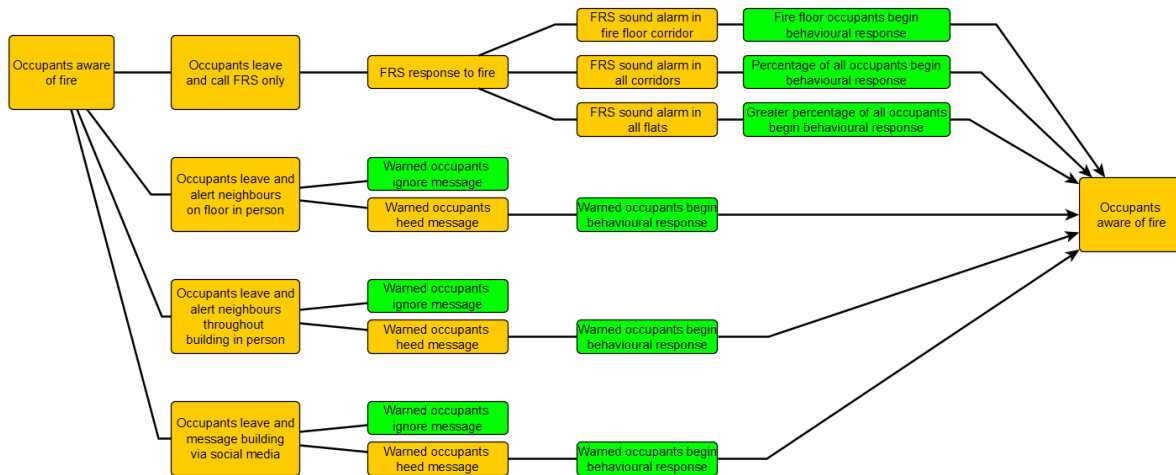 Occupants aware
of fire
Occupants leave
and call FRS only
FRS response to fire
FRS sound alarm in
fire floor corridor
Fire floor occupants begin
behavioural response
FRS sound alarm in
all corridors
Percentage of all occupants begin
behavioural response
FRS sound alarm in
all flats
Greater percentage of all occupants
begin behavioural response
Occupants leave and
alert neighbours
on floor in person
Warned occupants
ignore message
Warned occupants
heed message
Warned occupants begin
behavioural response
Occupants
aware of fire
Occupants leave and
alert neighbours
throughout
building in person
Warned occupants
ignore message
Warned occupants
heed message
Warned occupants begin
behavioural response
Occupants leave and
message building
via social media
Warned occupants
ignore message
Warned occupants
heed message
Warned occupants begin
behavioural response